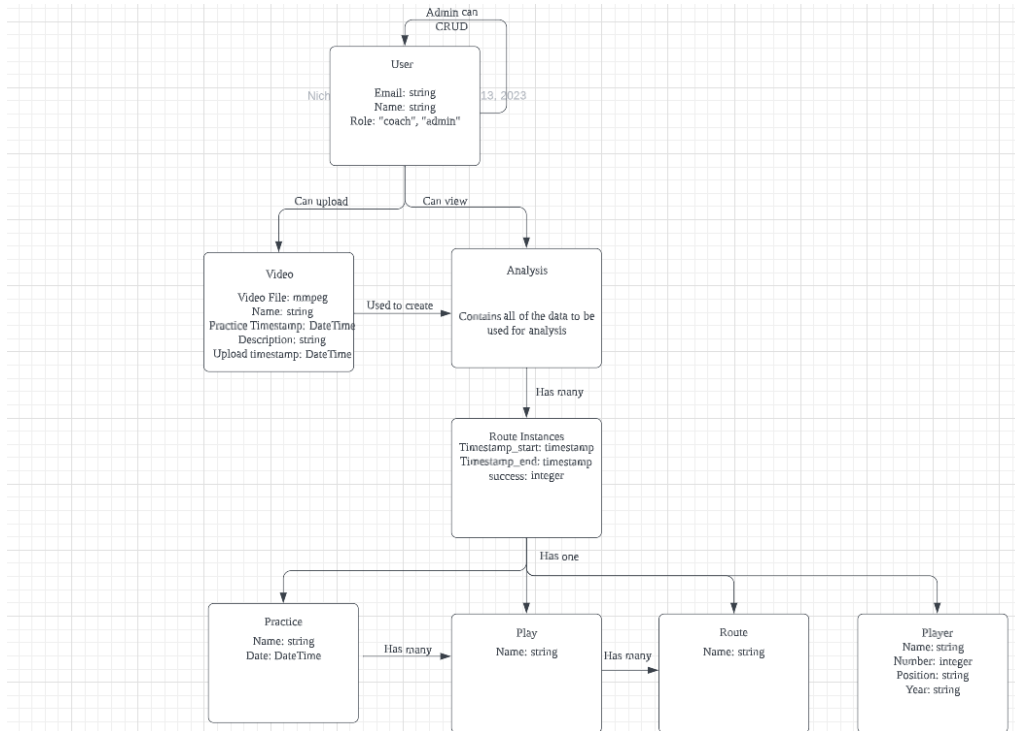 Admin can
CRUD
User
Nich
13, 2023
Email: string
Name: string
Role: "coach", "admin"
Can upload
Can view
Video
Video File: mmpeg
Name: string
Practice Timestamp: DateTime
Description: string
Upload timestamp: DateTime
Used to create
Analysis
Contains all of the data to be
used for analysis
Has many
Route Instances
Timestamp_start: timestamp
Timestamp_end: timestamp
success: integer
Has one
Practice
Name: string
Date: DateTime
Has many
Play
Name: string
Has many
Route
Name: string
Player
Name: string
Number: integer
Position: string
Year: string